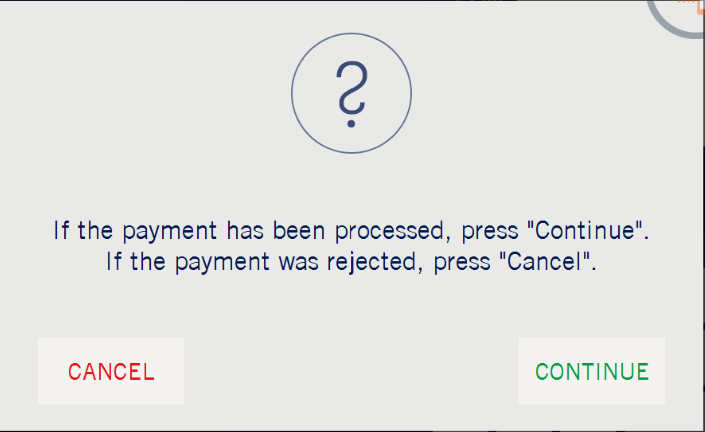 ?
If the payment has been processed, press "Continue".
If the payment was rejected, press "Cancel".
CANCEL
CONTINUE